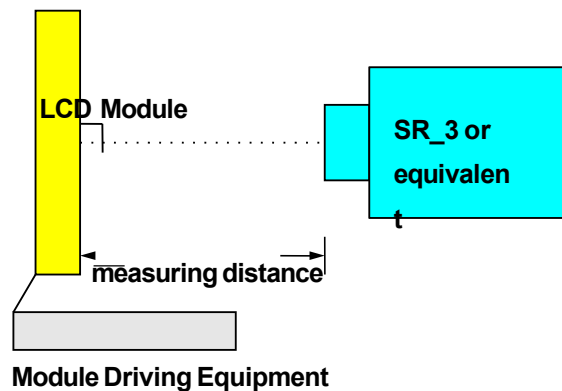 LCD Module
SR_3 or
equivalen
t
measuring distance
Module Driving Equipment